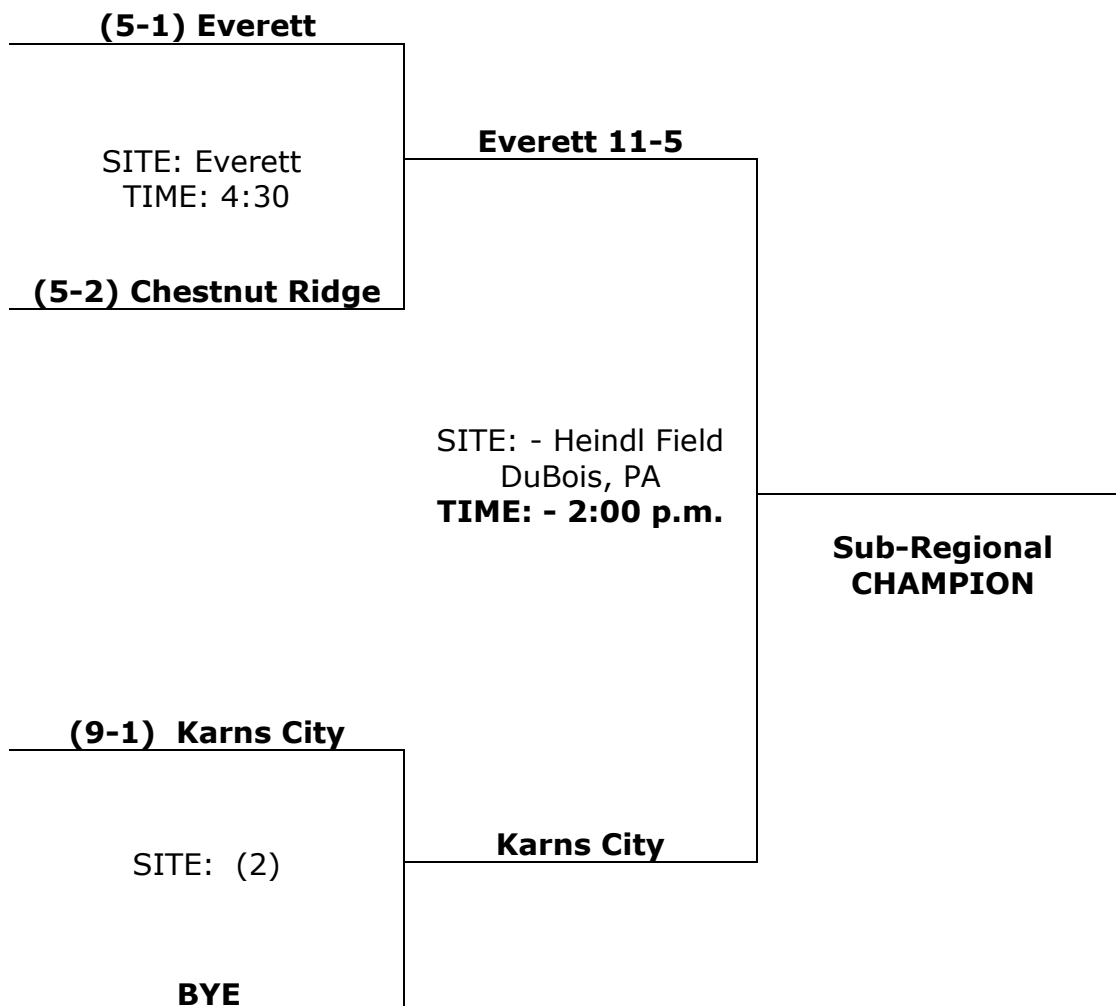 (5-1) Everett
SITE: Everett
TIME: 4:30
(5-2) Chestnut Ridge
Everett 11-5
SITE: - Heindl Field
DuBois, PA
TIME: - 2:00 p.m.
Sub-Regional
CHAMPION
(9-1) Karns City
SITE: (2)
BYE
Karns City